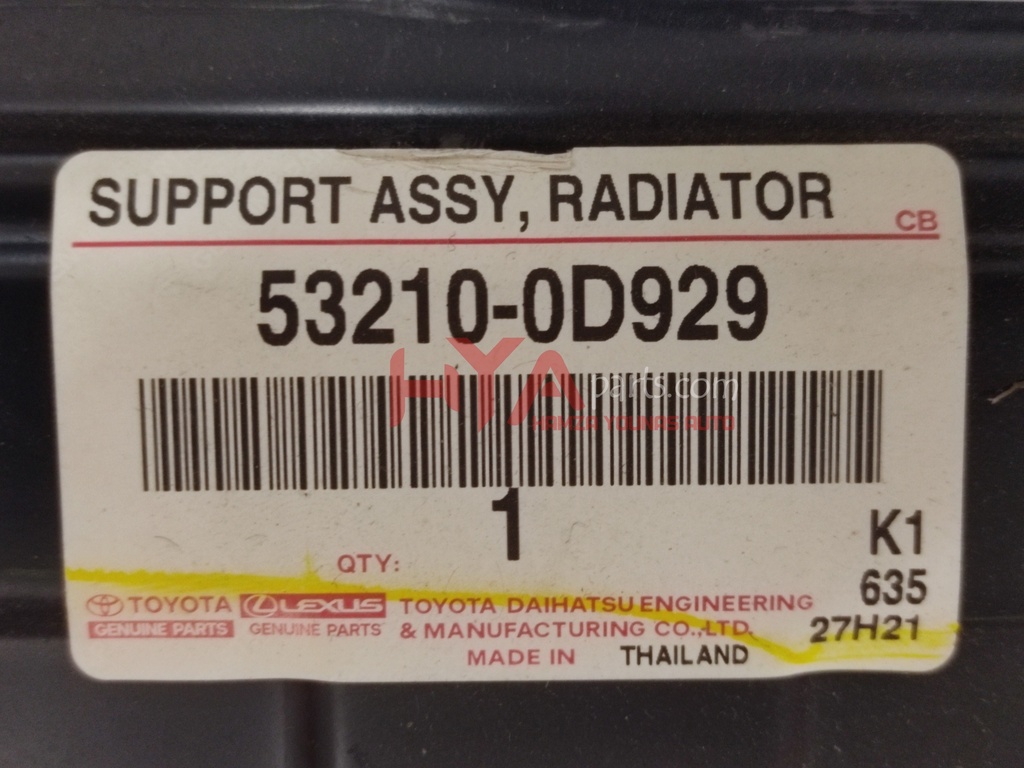 SUPPORT ASSY, RADIATOR
CB
53210-0D929
HYA parts.com
HAMZA YOUNAS AUTO
1
QTY:
K1
635
27H21
TOYOTA
GENUINE PARTS
LEXUS
GENUINE PARTS
TOYOTA DAIHATSU ENGINEERING
& MANUFACTURING CO.,LTD.
MADE IN THAILAND